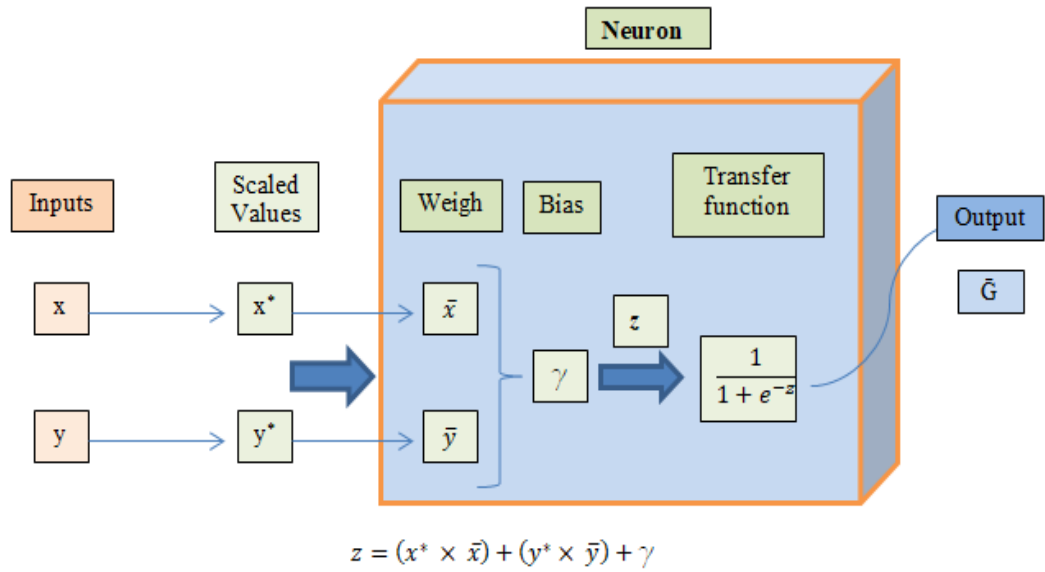 Neuron
Inputs
Scaled
Values
Weigh
Bias
Transfer
function
Output
x
x*
x̄
z
Ḡ
γ
1
1 + e^{-z}
y
y*
ȳ
z = (x* × x̄) + (y* × ȳ) + γ